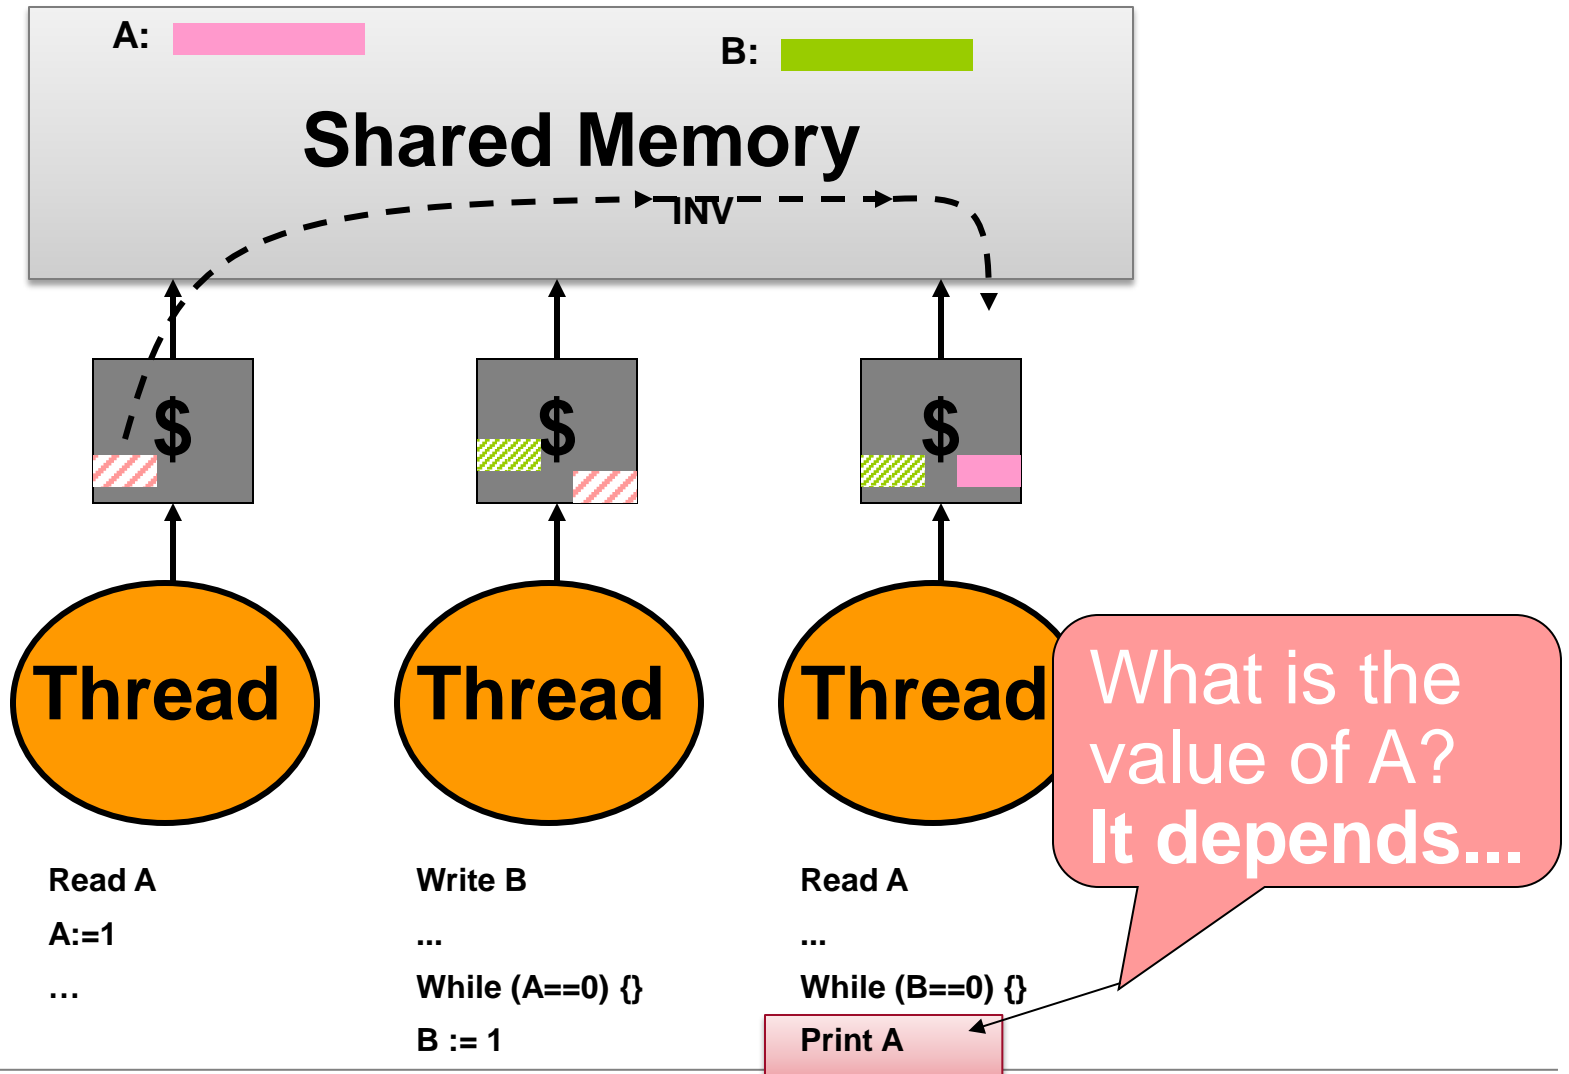 A:
B:
Shared Memory
INV
$
$
$
Thread
Thread
Thread
What is the
value of A?
It depends...
Read A
A:=1
…
Write B
...
While (A==0) {}
B := 1
Read A
...
While (B==0) {}
Print A